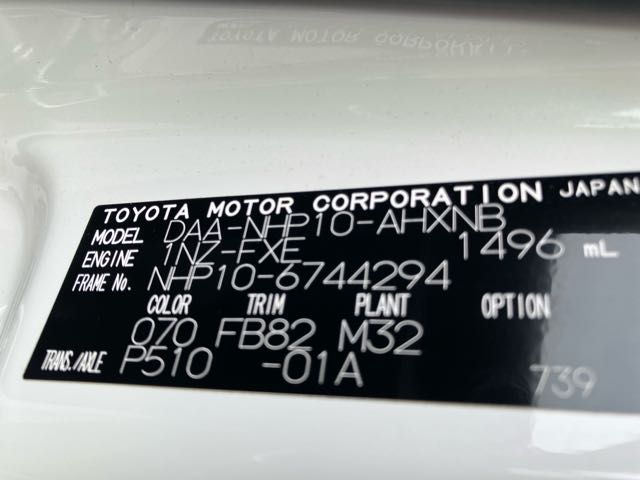 TOYOTA MOTOR CORPORATION JAPAN
MODEL DAA-NHP10-AHXNB
ENGINE 1NZ-FXE 1496 mL
FRAME No. NHP10-6744294
COLOR TRIM PLANT OPTION
070 FB82 M32
TRANS./AXLE P510 -01A 739